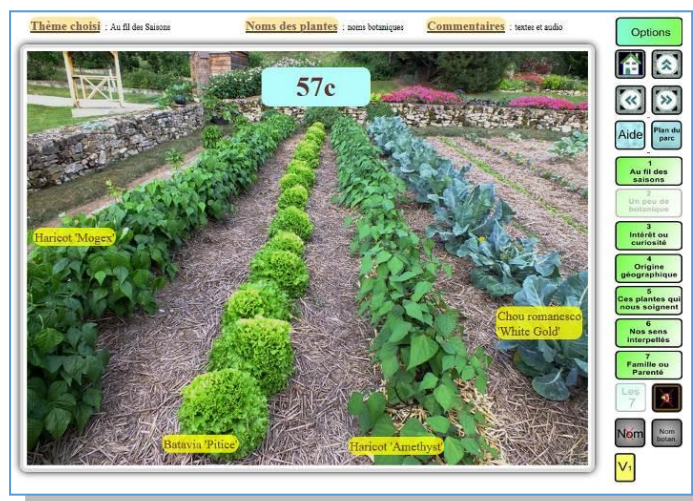 Thème choisi : Au fil des Saisons
Noms des plantes : noms botaniques
Commentaires : textes et audio
57c
Haricot 'Mogex'
Chou romanesco
'White Gold'
Batavia 'Pitice'
Haricot 'Amethyst'
Options
Aide
Plan du
parc
1
Au fil des
saisons
2
Un peu de
botanique
3
Intérêt ou
curiosité
4
Origine
géographique
5
Ces plantes qui
nous soignent
6
Nos sens
interpellés
7
Famille ou
Parenté
Les
7
Nom
Nom
botan.
V1